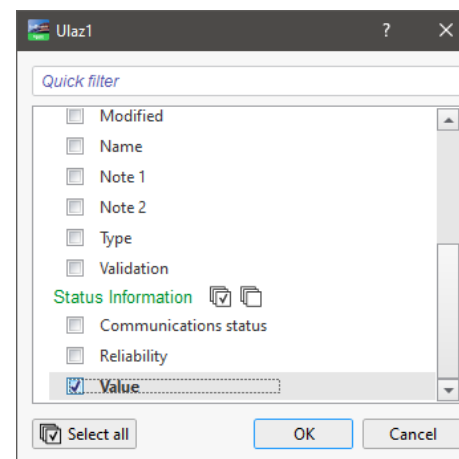 Ulaz1 ?
Quick filter
Modified
Name
Note 1
Note 2
Type
Validation
Status Information
Communications status
Reliability
Value
Select all OK Cancel